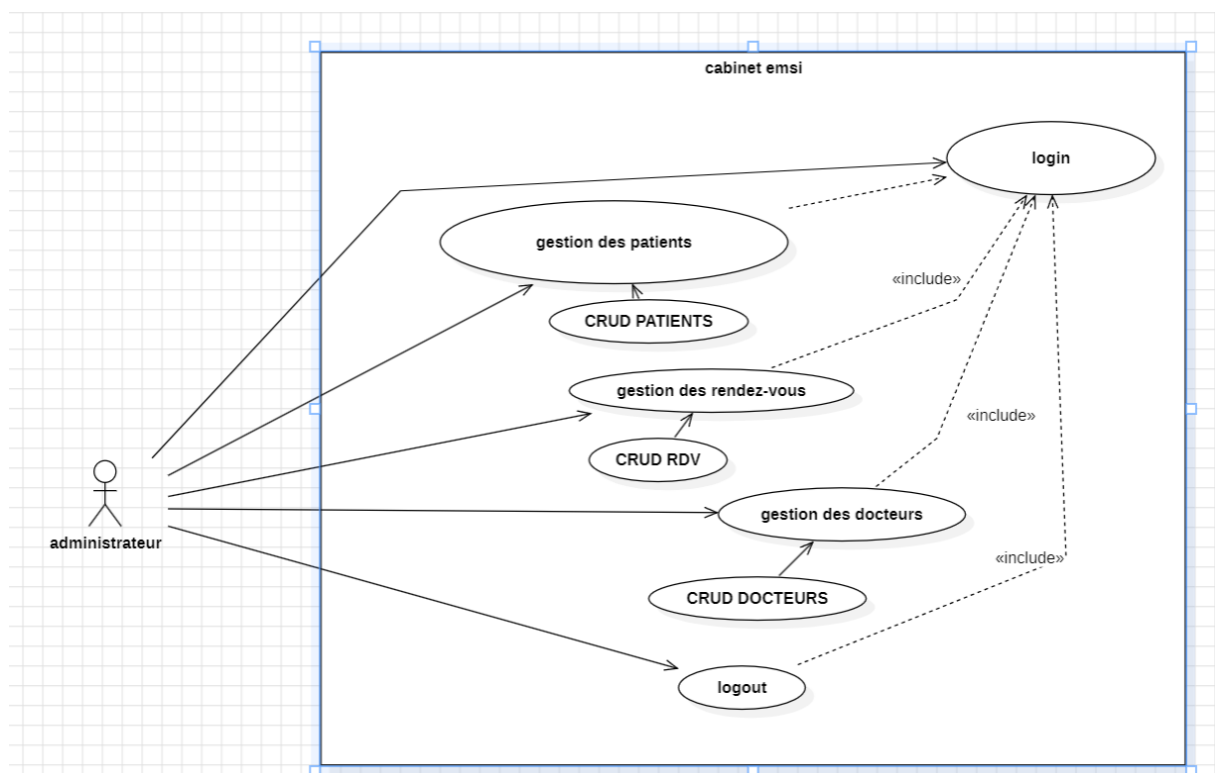 cabinet emsi
login
gestion des patients
«include»
CRUD PATIENTS
gestion des rendez-vous
«include»
CRUD RDV
gestion des docteurs
administrateur
«include»
CRUD DOCTEURS
logout